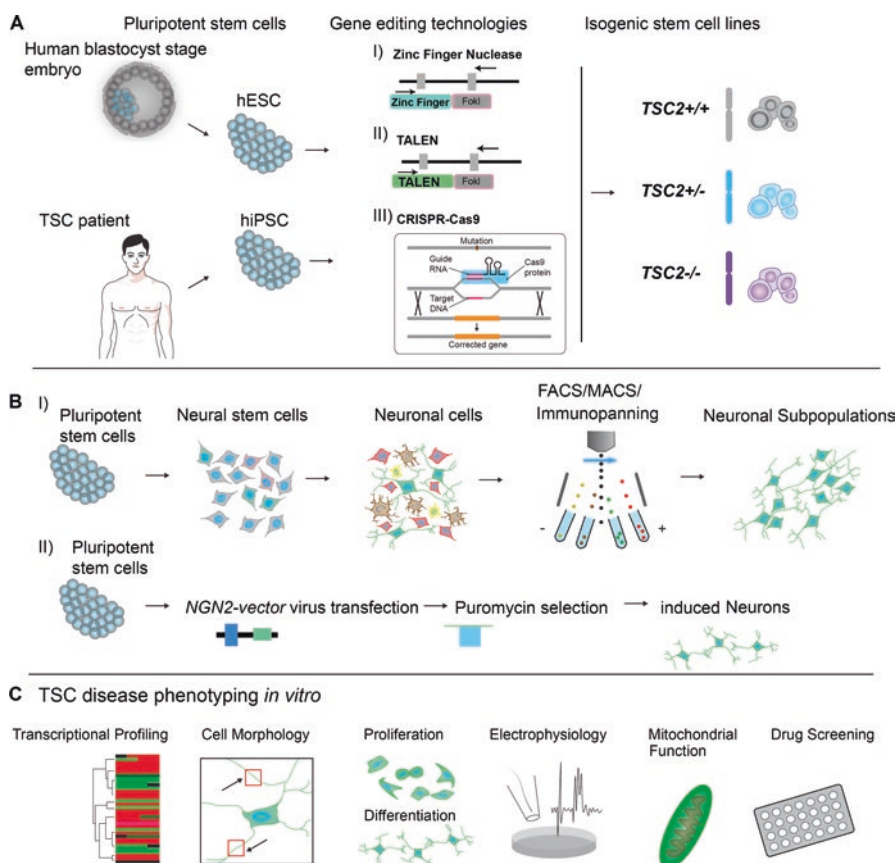 A
Pluripotent stem cells
Gene editing technologies
Isogenic stem cell lines
Human blastocyst stage
embryo
hESC
TSC patient
hiPSC
I) Zinc Finger Nuclease
Zinc Finger
FokI
II) TALEN
TALEN
FokI
III) CRISPR-Cas9
Mutation
Guide
RNA
Cas9
protein
Target
DNA
Corrected gene
TSC2+/+
TSC2+/-
TSC2-/-
B
I)
Pluripotent
stem cells
Neural stem cells
Neuronal cells
FACS/MACS/
Immunopanning
- +
Neuronal Subpopulations
II)
Pluripotent
stem cells
NGN2-vector virus transfection
Puromycin selection
induced Neurons
C TSC disease phenotyping in vitro
Transcriptional Profiling
Cell Morphology
Proliferation
Differentiation
Electrophysiology
Mitochondrial
Function
Drug Screening